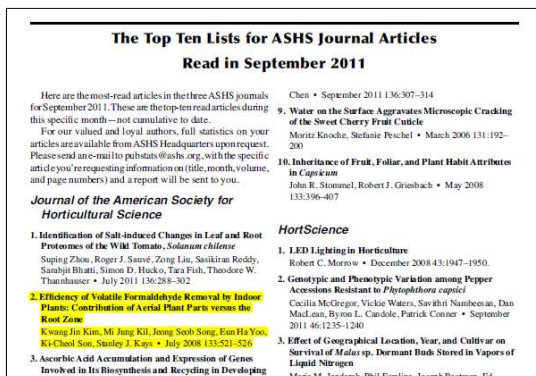 The Top Ten Lists for ASHS Journal Articles
Read in September 2011
Here are the most-read articles in the three ASHS journals
for September 2011. These are the top-ten read articles during
this specific month—not cumulative to date.
For our valued and loyal authors, full statistics on your
articles are available from ASHS Headquarters upon request.
Please send an e-mail to pubstats@ashs.org, with the specific
article you're requesting information on (title, month, volume,
and page numbers) and a report will be sent to you.
Journal of the American Society for
Horticultural Science
1. Identification of Salt-induced Changes in Leaf and Root
Proteomes of the Wild Tomato, Solanum chilense
Suping Zhou, Roger J. Sauvé, Zong Liu, Sasikiran Reddy,
Sarabjit Bhatti, Simon D. Hucko, Tara Fish, Theodore W.
Thannhauser • July 2011 136:288–302
2. Efficiency of Volatile Formaldehyde Removal by Indoor
Plants: Contribution of Aerial Plant Parts versus the
Root Zone
Kwang Jin Kim, Mi Jung Kil, Jeong Seob Song, Eun Ha Yoo,
Ki-Cheol Son, Stanley J. Kays • July 2008 133:521–526
3. Ascorbic Acid Accumulation and Expression of Genes
Involved in Its Biosynthesis and Recycling in Developing
Chen • September 2011 136:307–314
9. Water on the Surface Aggravates Microscopic Cracking
of the Sweet Cherry Fruit Cuticle
Moritz Knoche, Stefanie Peschel • March 2006 131:192–
200
10. Inheritance of Fruit, Foliar, and Plant Habit Attributes
in Capsicum
John R. Stommel, Robert J. Griesbach • May 2008
133:396–407
HortScience
1. LED Lighting in Horticulture
Robert C. Morrow • December 2008 43:1947–1950.
2. Genotypic and Phenotypic Variation among Pepper
Accessions Resistant to Phytophthora capsici
Cecilia McGregor, Vickie Waters, Savithri Nambeesan, Dan
MacLean, Byron L. Candole, Patrick Conner • September
2011 46:1235–1240
3. Effect of Geographical Location, Year, and Cultivar on
Survival of Malus sp. Dormant Buds Stored in Vapors of
Liquid Nitrogen